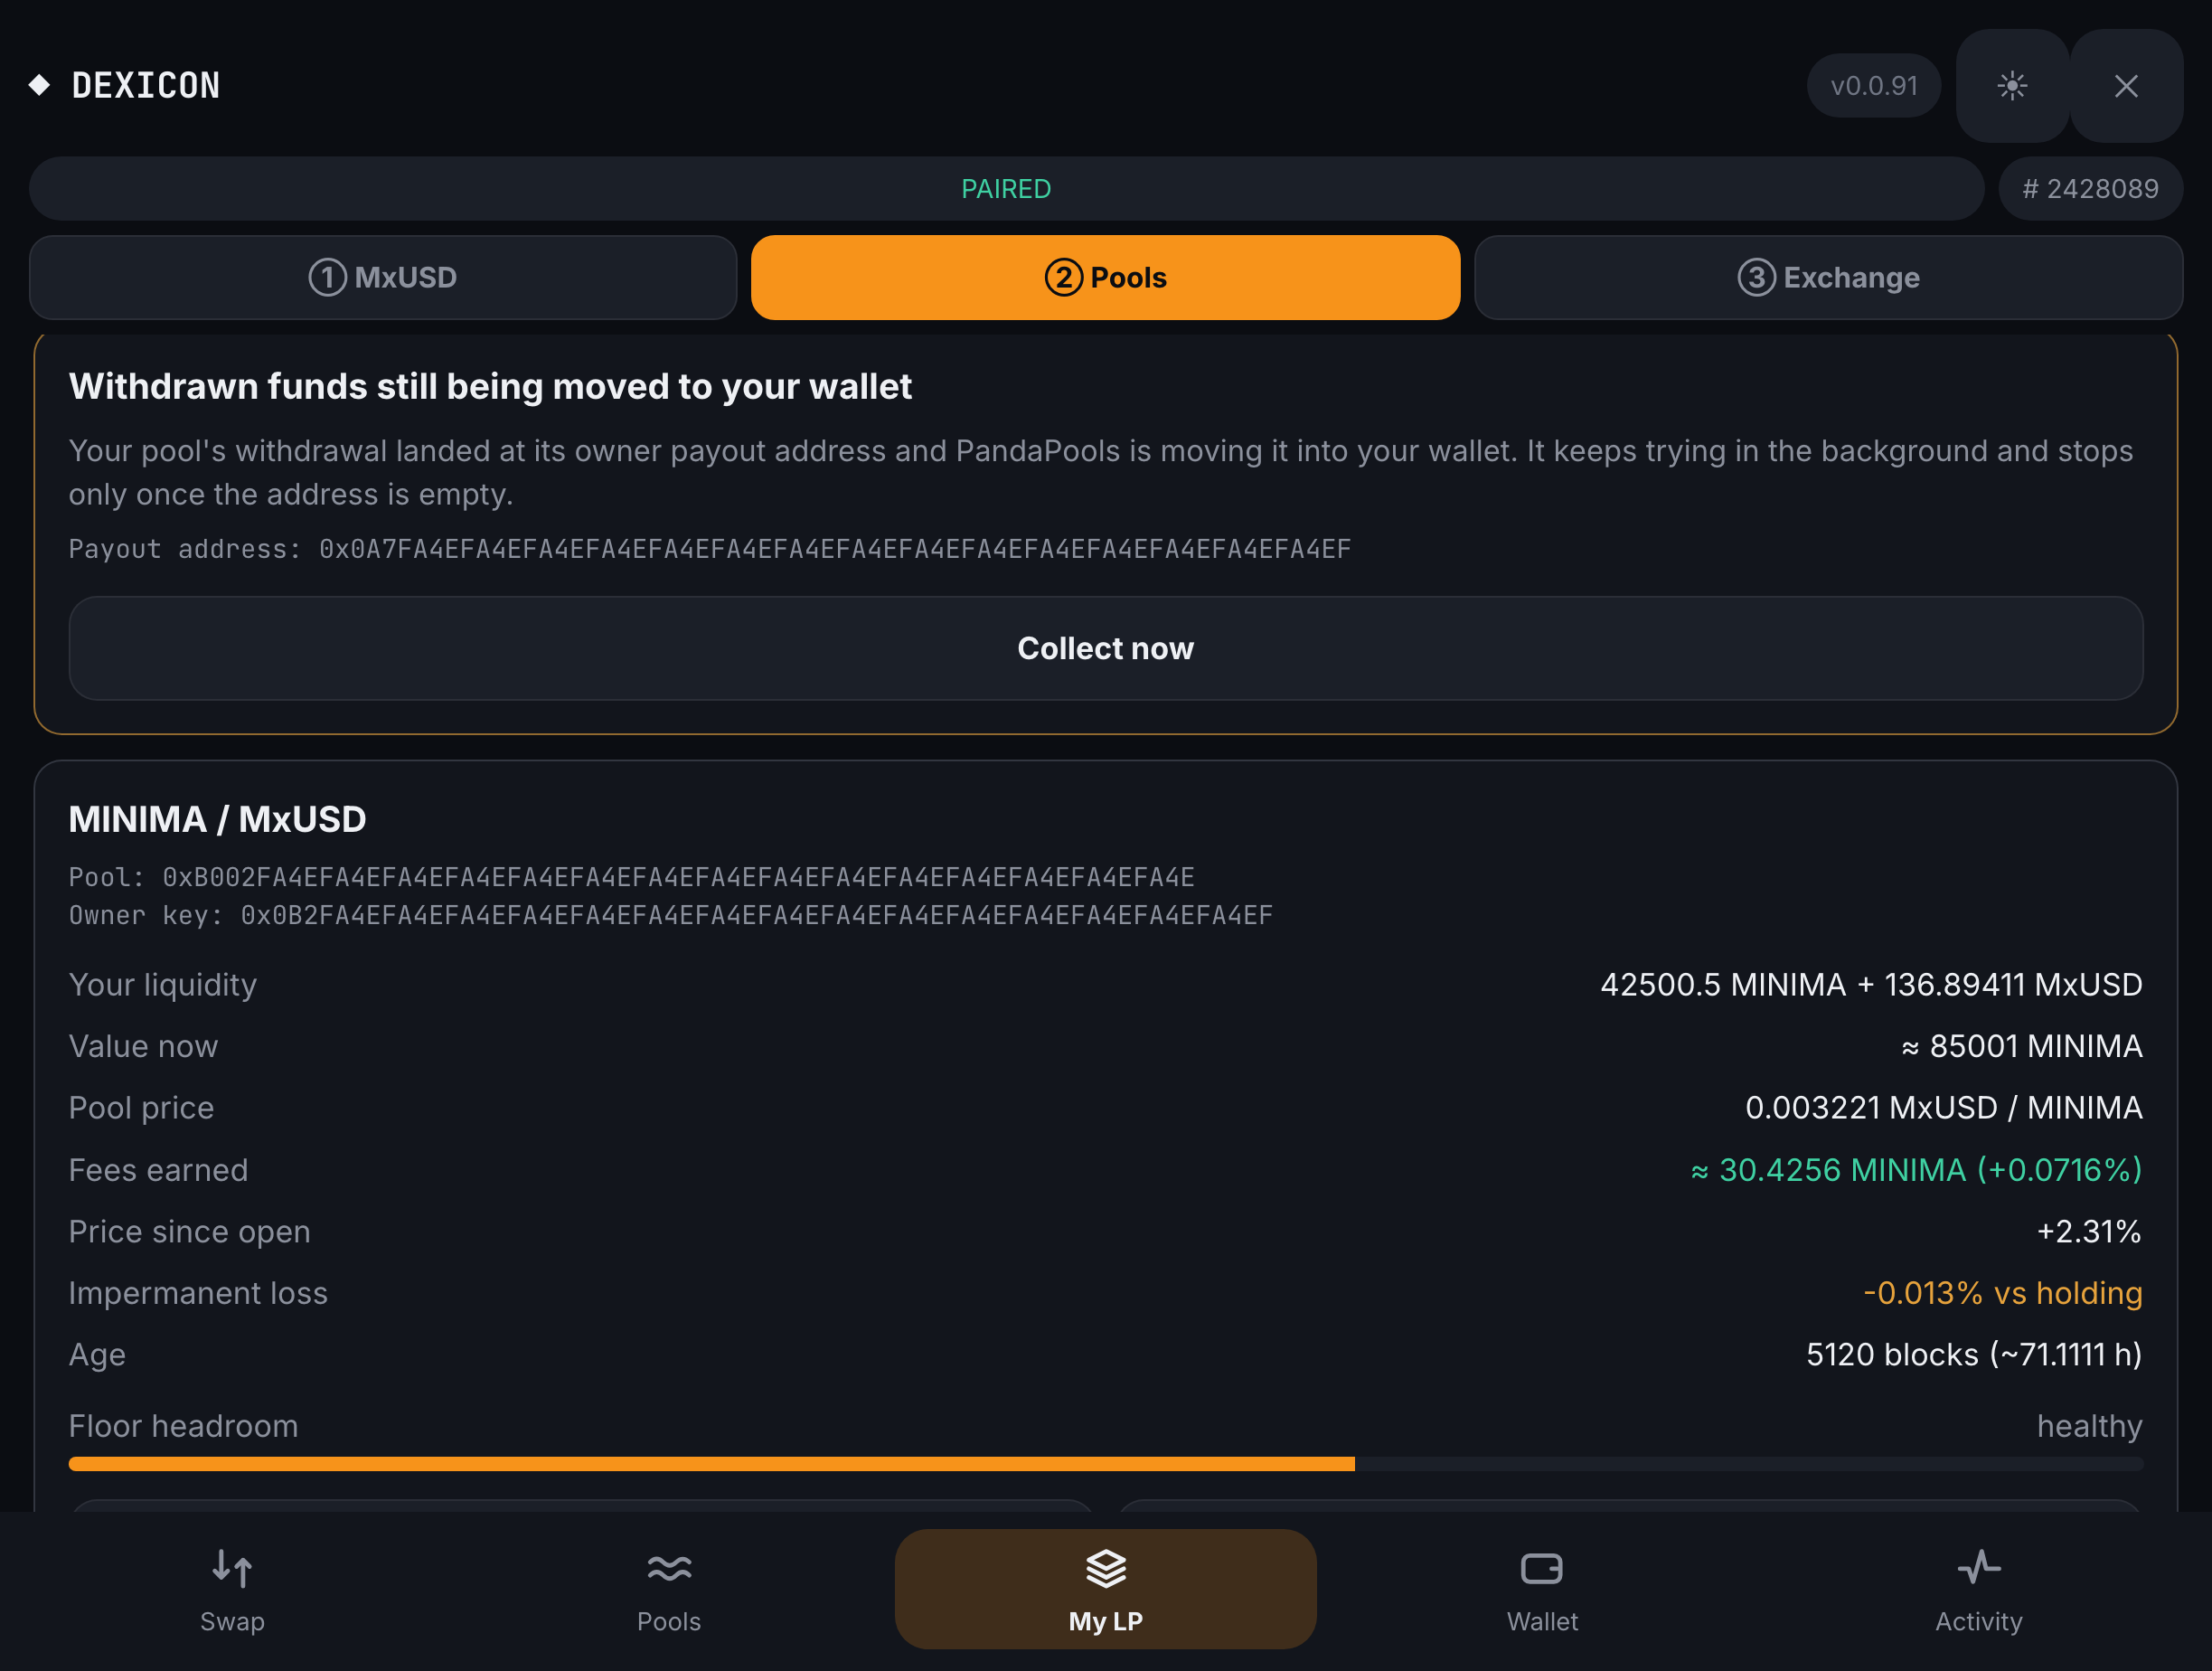 DEXICON
v0.0.91
PAIRED
# 2428089
① MxUSD
② Pools
③ Exchange
Withdrawn funds still being moved to your wallet
Your pool's withdrawal landed at its owner payout address and PandaPools is moving it into your wallet. It keeps trying in the background and stops
only once the address is empty.
Payout address: 0x0A7FA4EFA4EFA4EFA4EFA4EFA4EFA4EFA4EFA4EFA4EFA4EFA4EFA4EFA4EFA4EF
Collect now
MINIMA / MxUSD
Pool: 0xB002FA4EFA4EFA4EFA4EFA4EFA4EFA4EFA4EFA4EFA4EFA4EFA4EFA4EFA4EFA4EFA4E
Owner key: 0x0B2FA4EFA4EFA4EFA4EFA4EFA4EFA4EFA4EFA4EFA4EFA4EFA4EFA4EFA4EFA4EF
Your liquidity
42500.5 MINIMA + 136.89411 MxUSD
Value now
≈ 85001 MINIMA
Pool price
0.003221 MxUSD / MINIMA
Fees earned
≈ 30.4256 MINIMA (+0.0716%)
Price since open
+2.31%
Impermanent loss
-0.013% vs holding
Age
5120 blocks (~71.1111 h)
Floor headroom
healthy
Swap
Pools
My LP
Wallet
Activity